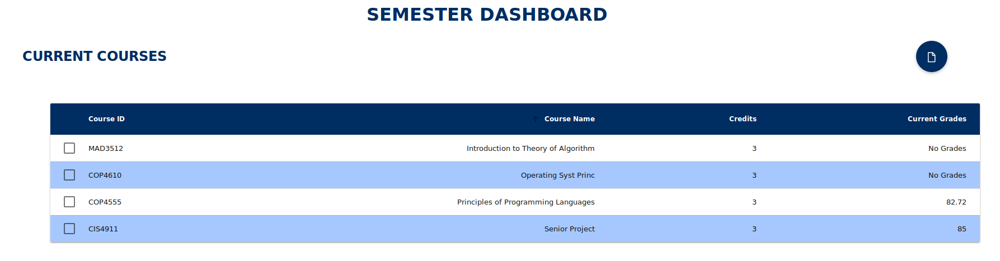 SEMESTER DASHBOARD
CURRENT COURSES
Course ID Course Name Credits Current Grades
MAD3512 Introduction to Theory of Algorithm 3 No Grades
COP4610 Operating Syst Princ 3 No Grades
COP4555 Principles of Programming Languages 3 82.72
CIS4911 Senior Project 3 85